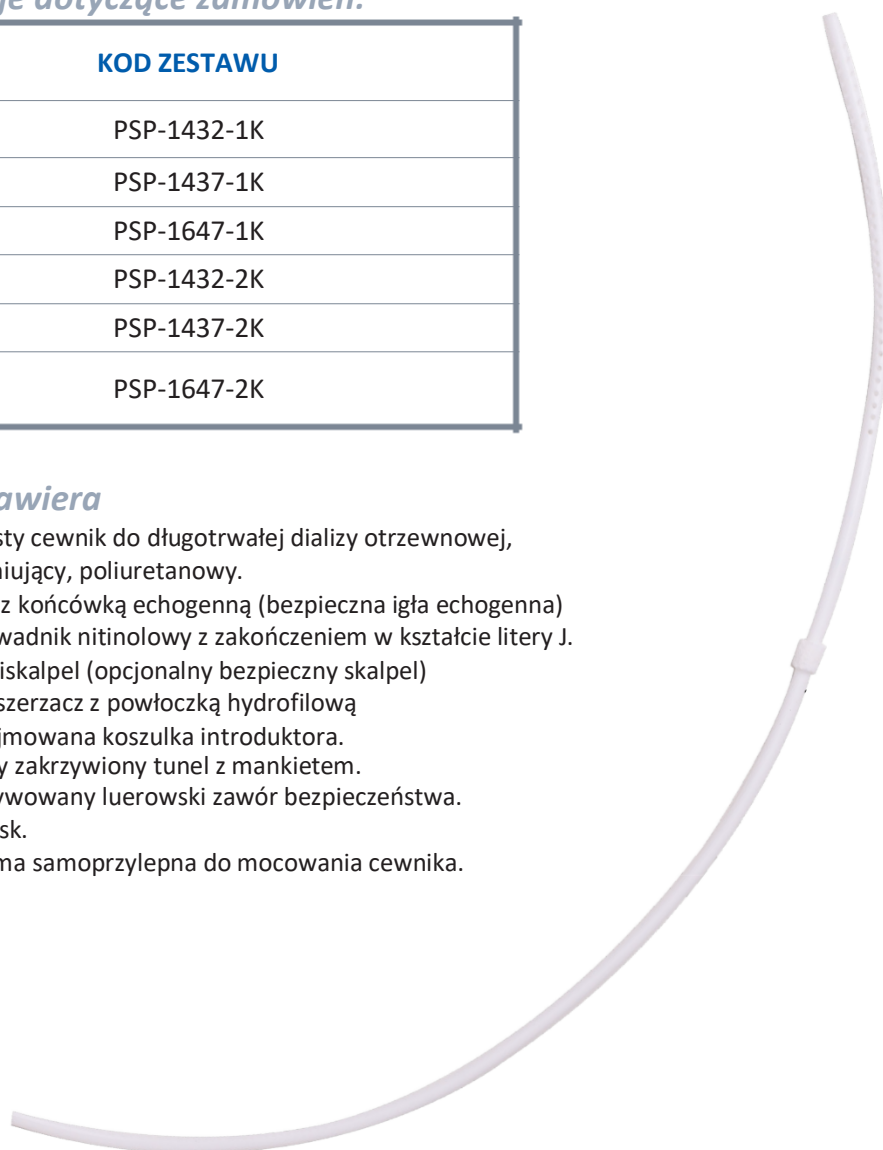 je dotyczące zamówień:
KOD ZESTAWU
PSP-1432-1K
PSP-1437-1K
PSP-1647-1K
PSP-1432-2K
PSP-1437-2K
PSP-1647-2K
awiera
sty cewnik do długotrwałej dializy otrzewnowej,
niujący, poliuretanowy.
z końcówką echogenną (bezpieczna igła echogenna)
wadnik nitinolowy z zakończeniem w kształcie litery J.
iskalpel (opcjonalny bezpieczny skalpel)
szerzacz z powłoczką hydrofilową
jmowana koszulka introduktora.
y zakrzywiony tunel z mankietem.
ywowany luerowski zawór bezpieczeństwa.
sk.
ma samoprzylepna do mocowania cewnika.